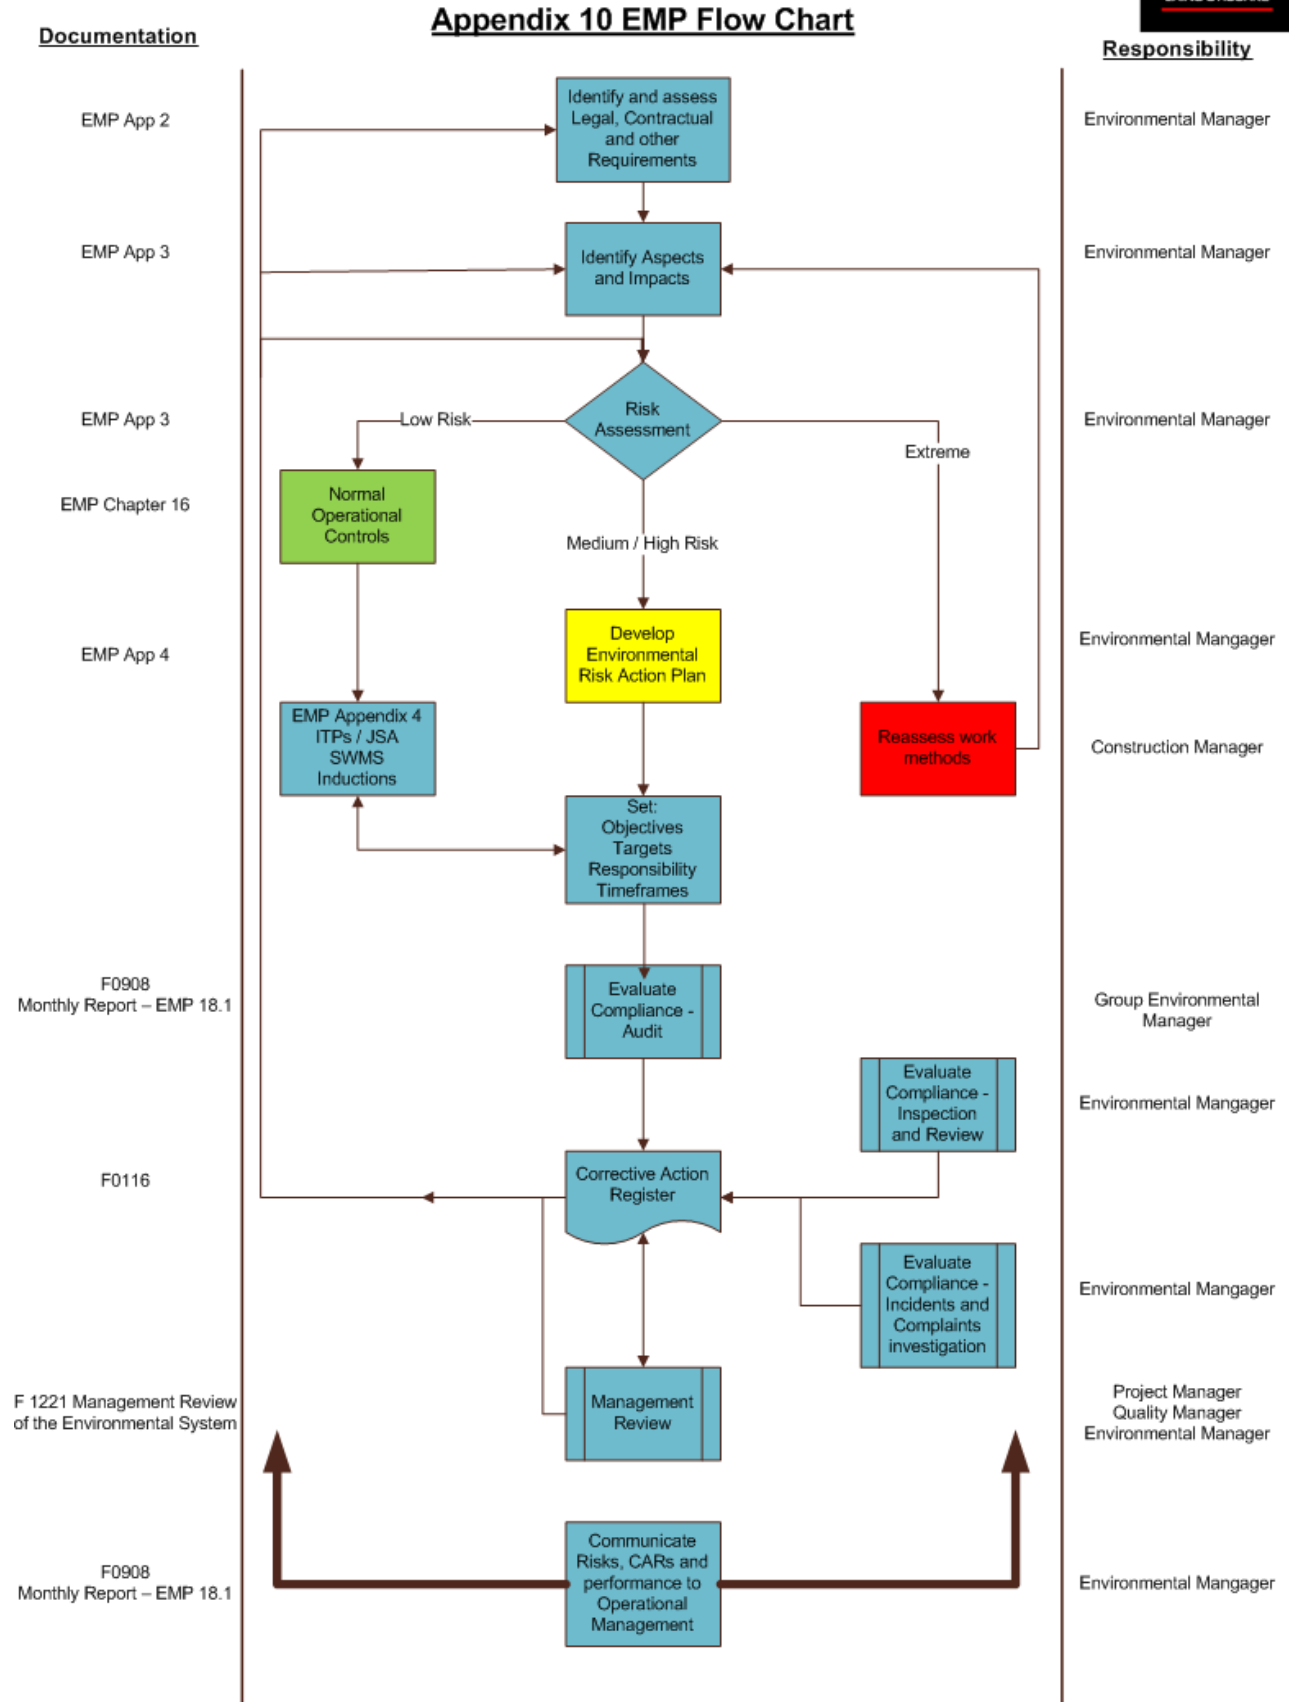 Appendix 10 EMP Flow Chart
Documentation
Responsibility
EMP App 2
Identify and assess
Legal, Contractual
and other
Requirements
Environmental Manager
EMP App 3
Identify Aspects
and Impacts
Environmental Manager
EMP App 3
Low Risk
Risk
Assessment
Extreme
Environmental Manager
EMP Chapter 16
Normal
Operational
Controls
Medium / High Risk
EMP App 4
Develop
Environmental
Risk Action Plan
Environmental Mangager
EMP Appendix 4
ITPs / JSA
SWMS
Inductions
Reassess work
methods
Construction Manager
Set:
Objectives
Targets
Responsibility
Timeframes
F0908
Monthly Report – EMP 18.1
Evaluate
Compliance -
Audit
Group Environmental
Manager
Evaluate
Compliance -
Inspection
and Review
Environmental Mangager
F0116
Corrective Action
Register
Evaluate
Compliance -
Incidents and
Complaints
investigation
Environmental Mangager
F 1221 Management Review
of the Environmental System
Management
Review
Project Manager
Quality Manager
Environmental Manager
F0908
Monthly Report – EMP 18.1
Communicate
Risks, CARs and
performance to
Operational
Management
Environmental Mangager